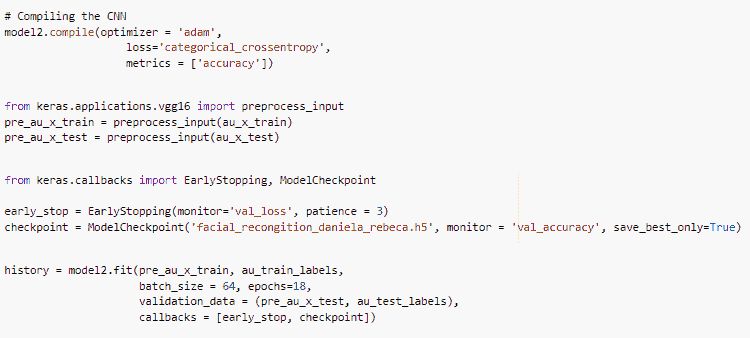 # Compiling the CNN
model2.compile(optimizer = 'adam',
loss='categorical_crossentropy',
metrics = ['accuracy'])
from keras.applications.vgg16 import preprocess_input
pre_au_x_train = preprocess_input(au_x_train)
pre_au_x_test = preprocess_input(au_x_test)
from keras.callbacks import EarlyStopping, ModelCheckpoint
early_stop = EarlyStopping(monitor='val_loss', patience = 3)
checkpoint = ModelCheckpoint('facial_recongition_daniela_rebeca.h5', monitor = 'val_accuracy', save_best_only=True)
history = model2.fit(pre_au_x_train, au_train_labels,
batch_size = 64, epochs=18,
validation_data = (pre_au_x_test, au_test_labels),
callbacks = [early_stop, checkpoint])